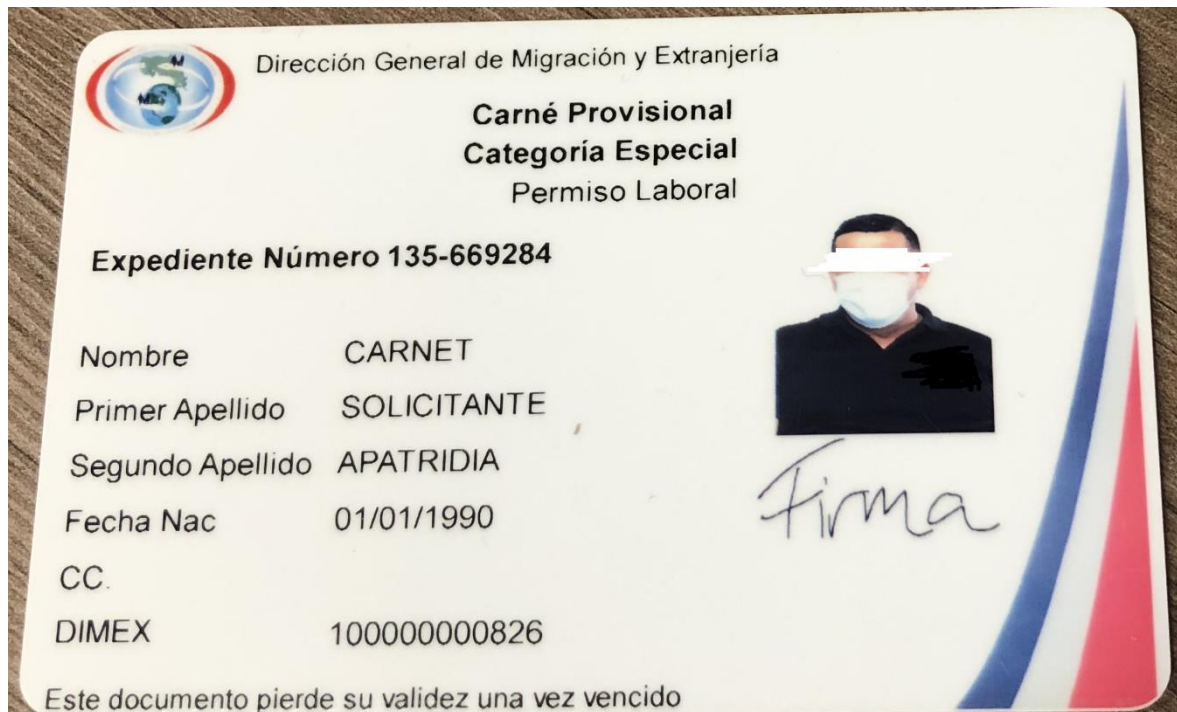 Dirección General de Migración y Extranjería
Carné Provisional
Categoría Especial
Permiso Laboral
Expediente Número 135-669284
Nombre CARNET
Primer Apellido SOLICITANTE
Segundo Apellido APATRIDIA
Fecha Nac 01/01/1990
Firma
CC.
DIMEX 100000000826
Este documento pierde su validez una vez vencido